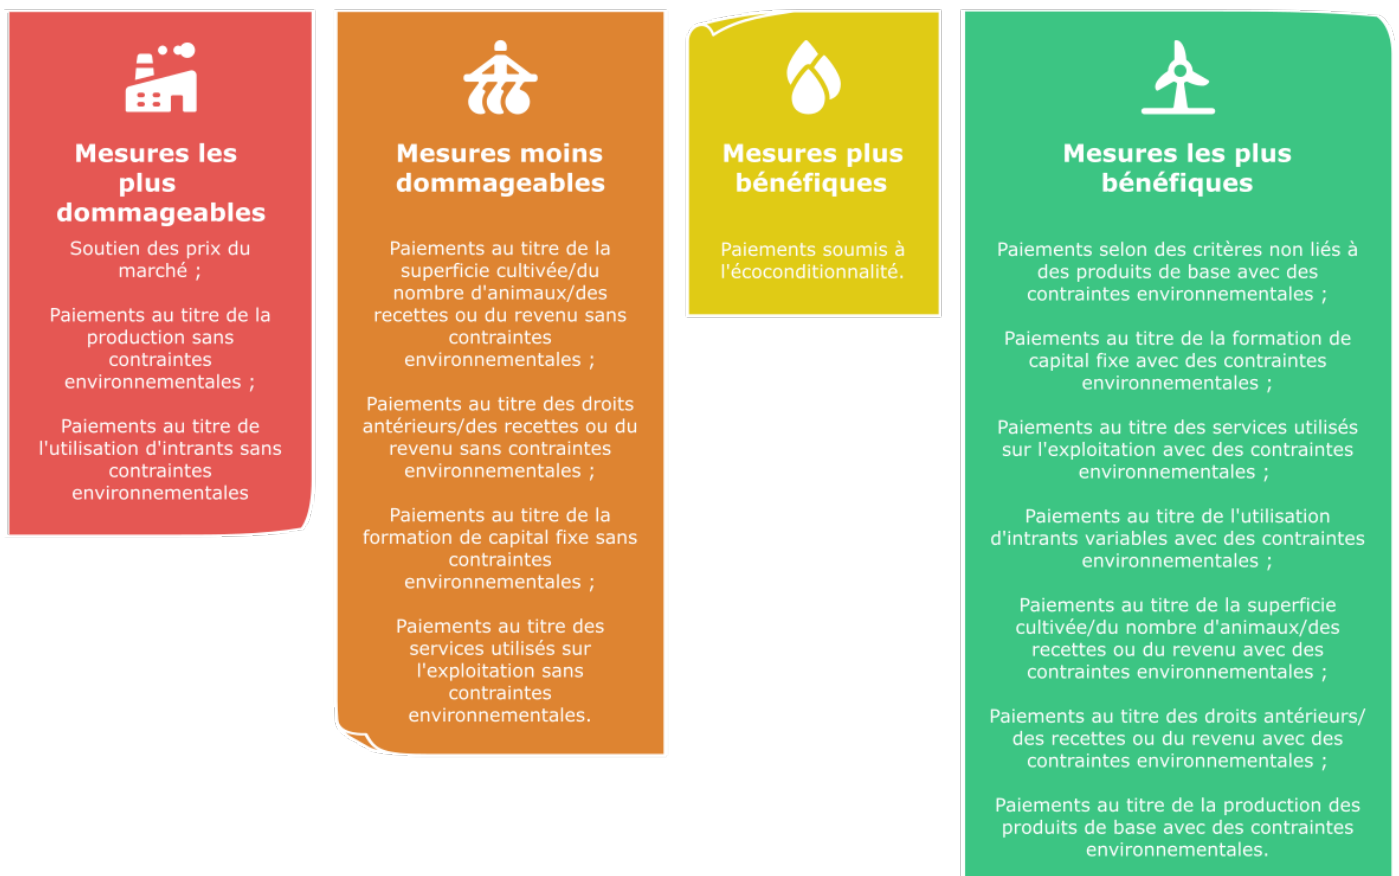 Mesures les
plus
dommageables
Soutien des prix du
marché ;
Paiements au titre de la
production sans
contraintes
environnementales ;
Paiements au titre de
l'utilisation d'intrants sans
contraintes
environnementales
Mesures moins
dommageables
Paiements au titre de la
superficie cultivée/du
nombre d'animaux/des
recettes ou du revenu sans
contraintes
environnementales ;
Paiements au titre des droits
antérieurs/des recettes ou du
revenu sans contraintes
environnementales ;
Paiements au titre de la
formation de capital fixe sans
contraintes
environnementales ;
Paiements au titre des
services utilisés sur
l'exploitation sans
contraintes
environnementales.
Mesures plus
bénéfiques
Paiements soumis à
l'écoconditionnalité.
Mesures les plus
bénéfiques
Paiements selon des critères non liés à
des produits de base avec des
contraintes environnementales ;
Paiements au titre de la formation de
capital fixe avec des contraintes
environnementales ;
Paiements au titre des services utilisés
sur l'exploitation avec des contraintes
environnementales ;
Paiements au titre de l'utilisation
d'intrants variables avec des contraintes
environnementales ;
Paiements au titre de la superficie
cultivée/du nombre d'animaux/des
recettes ou du revenu avec des
contraintes environnementales ;
Paiements au titre des droits antérieurs/
des recettes ou du revenu avec des
contraintes environnementales ;
Paiements au titre de la production des
produits de base avec des contraintes
environnementales.